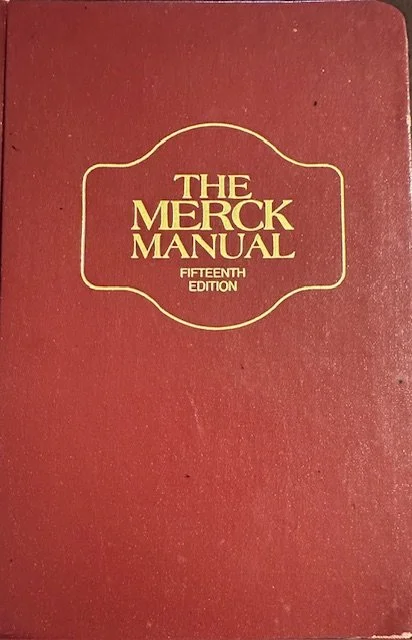 THE
MERCK
MANUAL
FIFTEENTH
EDITION